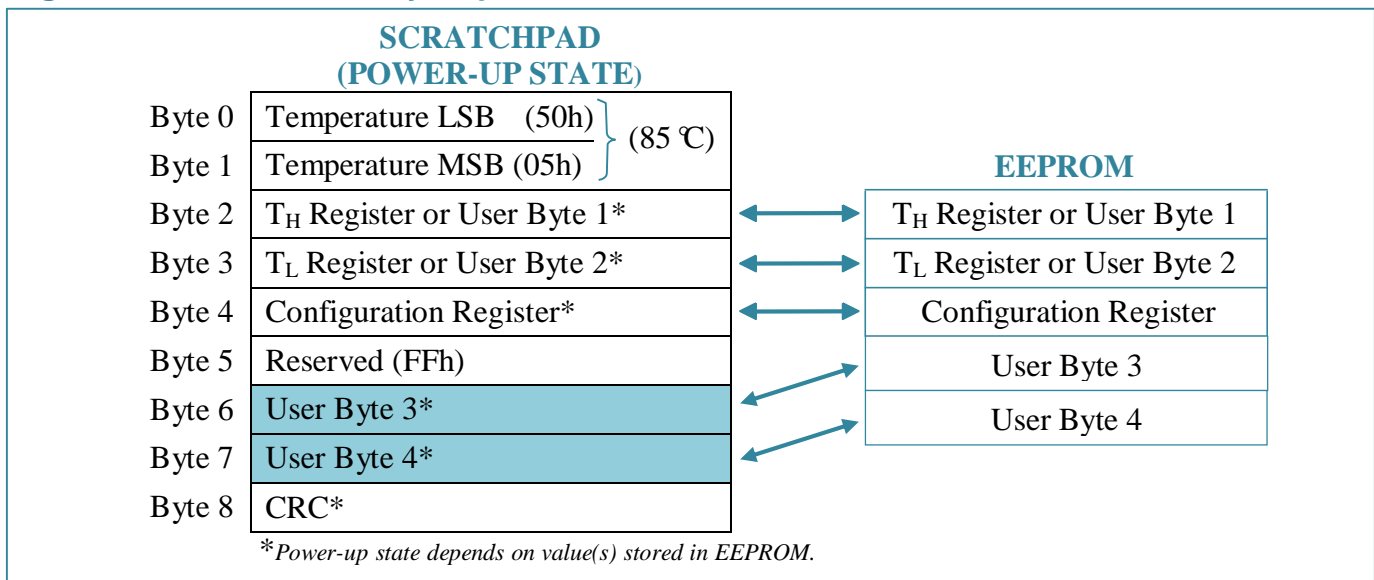 SCRATCHPAD
(POWER-UP STATE)
Byte 0 Temperature LSB (50h)
(85 °C)
Byte 1 Temperature MSB (05h)
Byte 2 TH Register or User Byte 1*
Byte 3 TL Register or User Byte 2*
Byte 4 Configuration Register*
Byte 5 Reserved (FFh)
Byte 6 User Byte 3*
Byte 7 User Byte 4*
Byte 8 CRC*
*Power-up state depends on value(s) stored in EEPROM.
EEPROM
TH Register or User Byte 1
TL Register or User Byte 2
Configuration Register
User Byte 3
User Byte 4